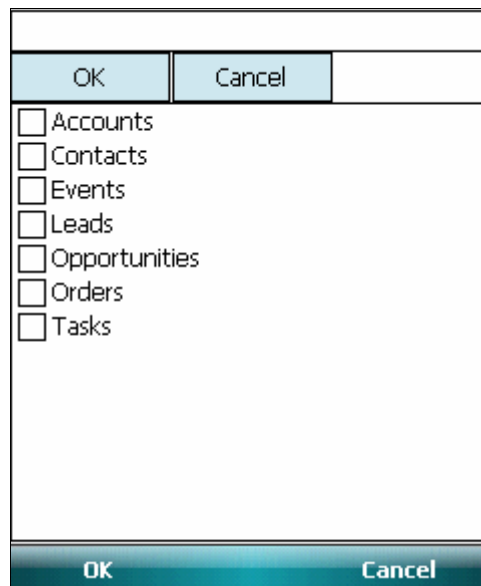 OK Cancel
Accounts
Contacts
Events
Leads
Opportunities
Orders
Tasks
OK Cancel